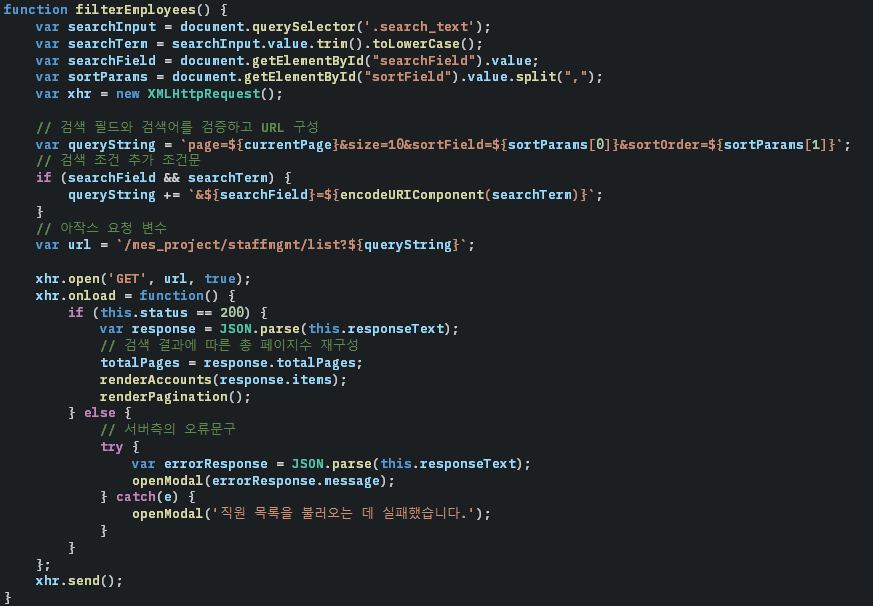 function filterEmployees() {
    var searchInput = document.querySelector('.search_text');
    var searchTerm = searchInput.value.trim().toLowerCase();
    var searchField = document.getElementById("searchField").value;
    var sortParams = document.getElementById("sortField").value.split(",");
    var xhr = new XMLHttpRequest();

    // 검색 필드와 검색어를 검증하고 URL 구성
    var queryString = `page=${currentPage}&size=10&sortField=${sortParams[0]}&sortOrder=${sortParams[1]}`;
    // 검색 조건 추가 조건문
    if (searchField && searchTerm) {
        queryString += `&${searchField}=${encodeURIComponent(searchTerm)}`;
    }
    // 아작스 요청 변수
    var url = `/mes_project/staffmgmt/list?${queryString}`;

    xhr.open('GET', url, true);
    xhr.onload = function() {
        if (this.status == 200) {
            var response = JSON.parse(this.responseText);
            // 검색 결과에 따른 총 페이지수 재구성
            totalPages = response.totalPages;
            renderAccounts(response.items);
            renderPagination();
        } else {
            // 서버측의 오류문구
            try {
                var errorResponse = JSON.parse(this.responseText);
                openModal(errorResponse.message);
            } catch(e) {
                openModal('직원 목록을 불러오는 데 실패했습니다.');
            }
        }
    };
    xhr.send();
}